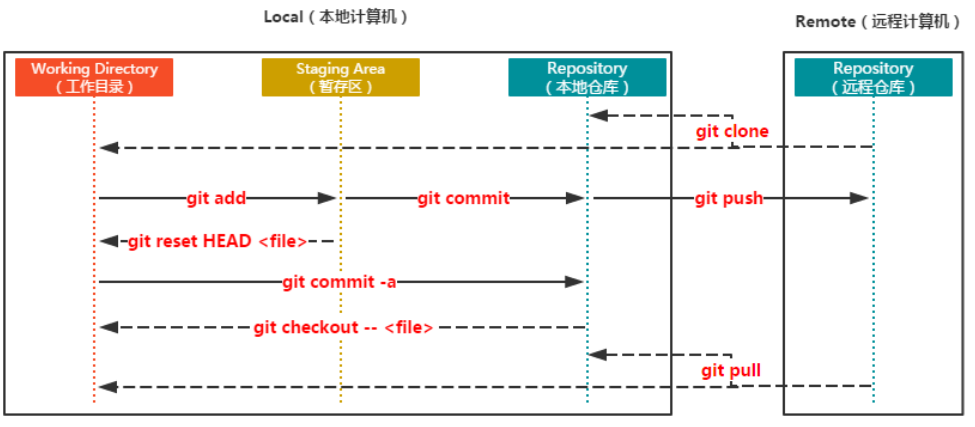 Local（本地计算机）
Remote（远程计算机）
Working Directory
（工作目录）
Staging Area
（暂存区）
Repository
（本地仓库）
Repository
（远程仓库）
git clone
git add
git commit
git push
git reset HEAD <file>
git commit -a
git checkout -- <file>
git pull